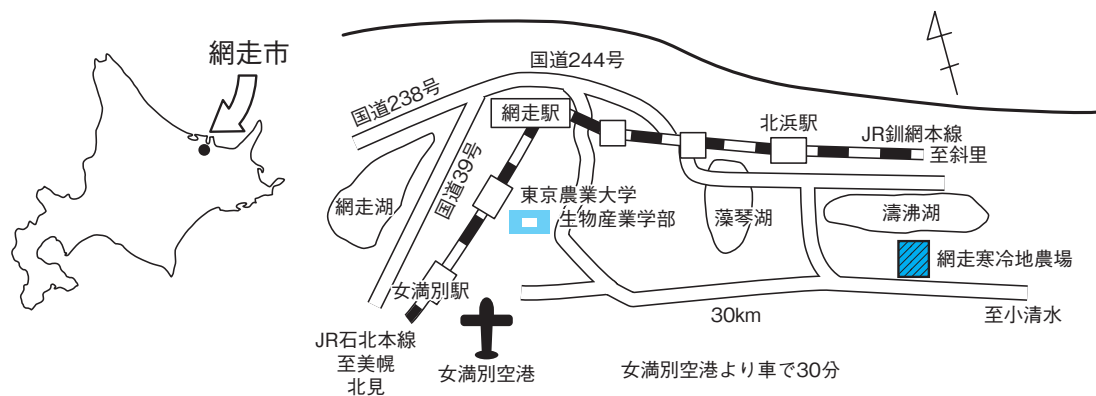 網走市
国道244号
国道238号
網走駅
北浜駅
JR釧網本線
至斜里
国道39号
網走湖
東京農業大学
生物産業学部
藻琴湖
濤沸湖
網走寒冷地農場
女満別駅
30km
至小清水
JR石北本線
至美幌
北見
女満別空港
女満別空港より車で30分